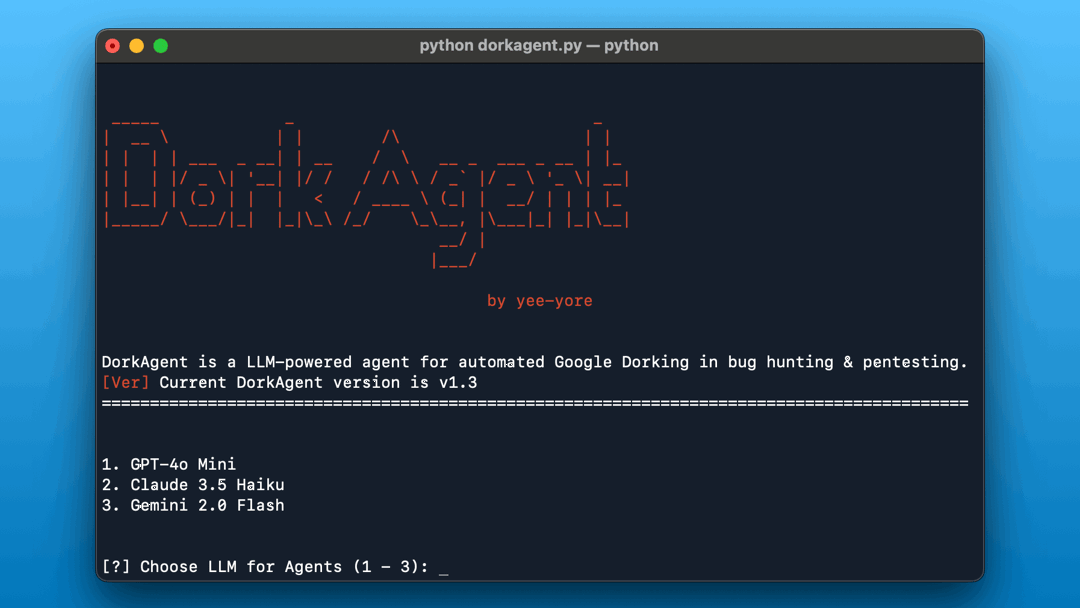 python dorkagent.py — python
DorkAgent
by yee-yore
DorkAgent is a LLM-powered agent for automated Google Dorking in bug hunting & pentesting.
[Ver] Current DorkAgent version is v1.3
==========================================================================================
1. GPT-4o Mini
2. Claude 3.5 Haiku
3. Gemini 2.0 Flash
[?] Choose LLM for Agents (1 - 3): _